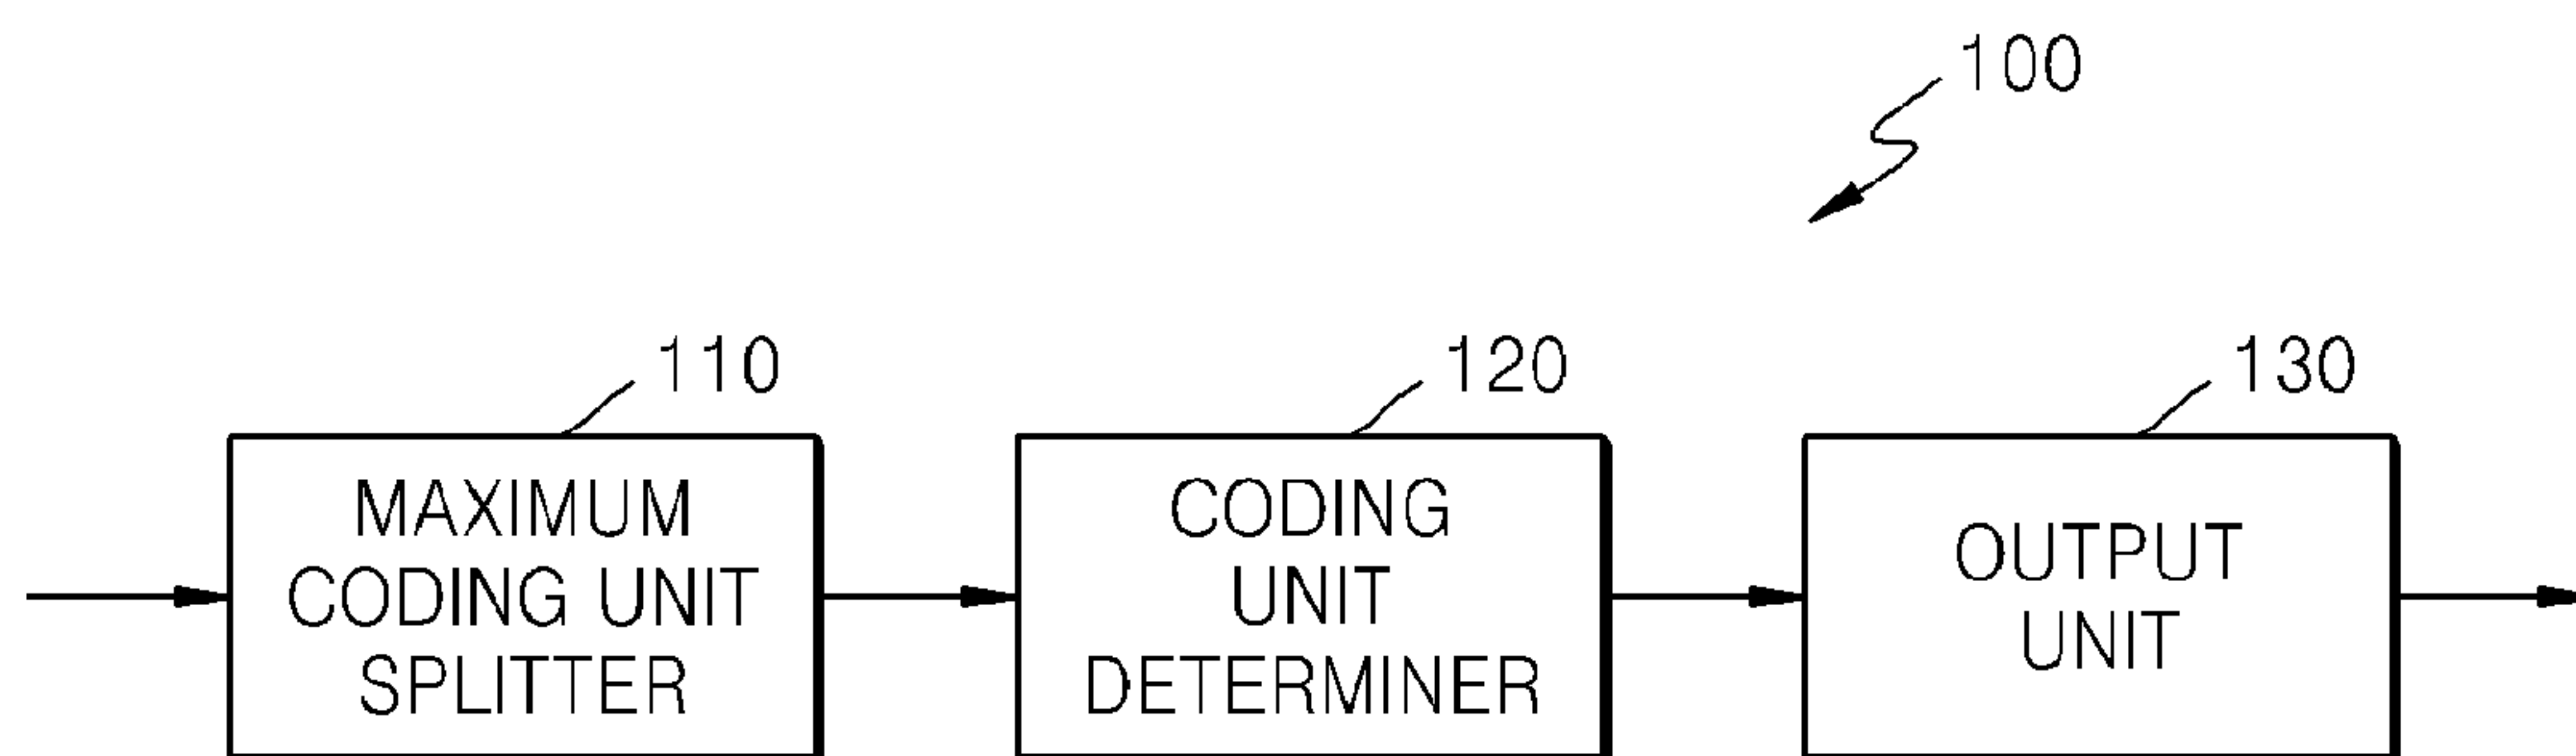 100
110
120
130
MAXIMUM
CODING UNIT
SPLITTER
CODING
UNIT
DETERMINER
OUTPUT
UNIT